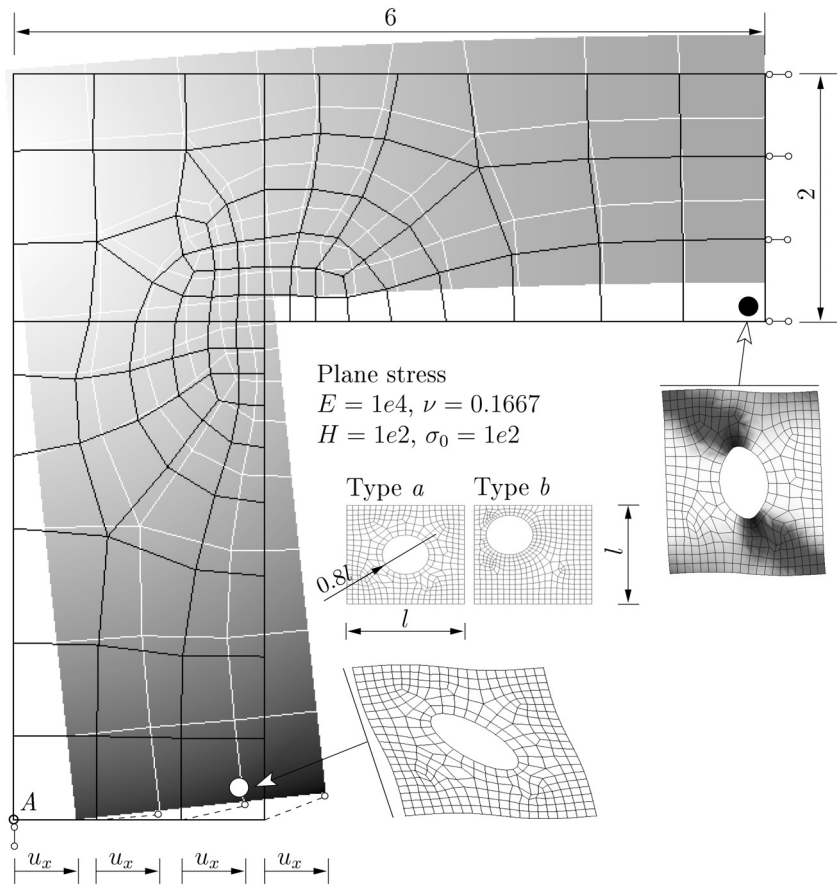 6
2
Plane stress
E = 1e4, ν = 0.1667
H = 1e2, σ₀ = 1e2
Type a Type b
0.8l
l
l
A
uₓ uₓ uₓ uₓ